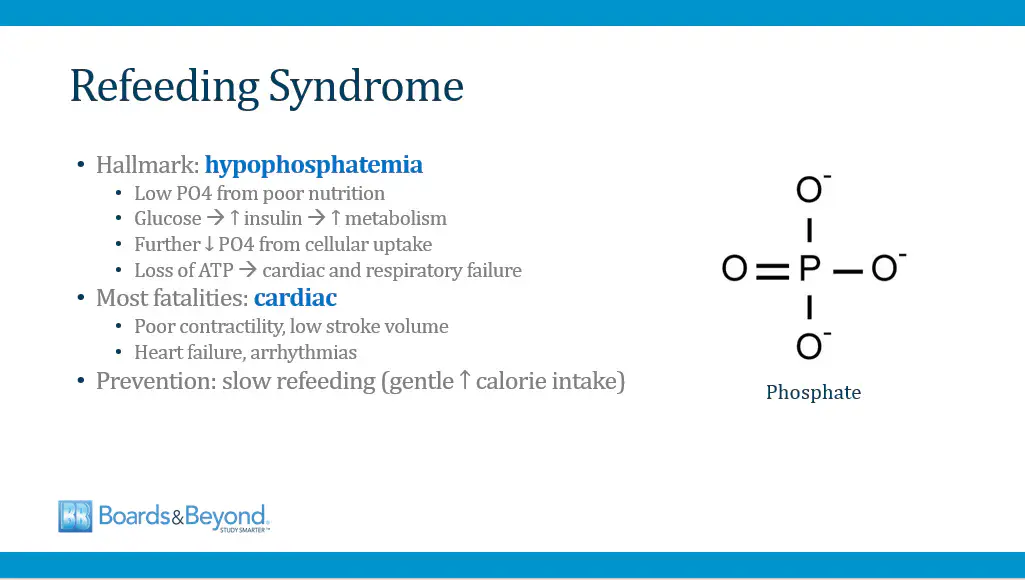 Refeeding Syndrome
• Hallmark: hypophosphatemia
• Low PO4 from poor nutrition
• Glucose → ↑ insulin → ↑ metabolism
• Further ↓ PO4 from cellular uptake
• Loss of ATP → cardiac and respiratory failure
• Most fatalities: cardiac
• Poor contractility, low stroke volume
• Heart failure, arrhythmias
• Prevention: slow refeeding (gentle ↑ calorie intake)
O-
O=P–O-
O-
Phosphate
BB Boards&Beyond®
STUDY SMARTER™